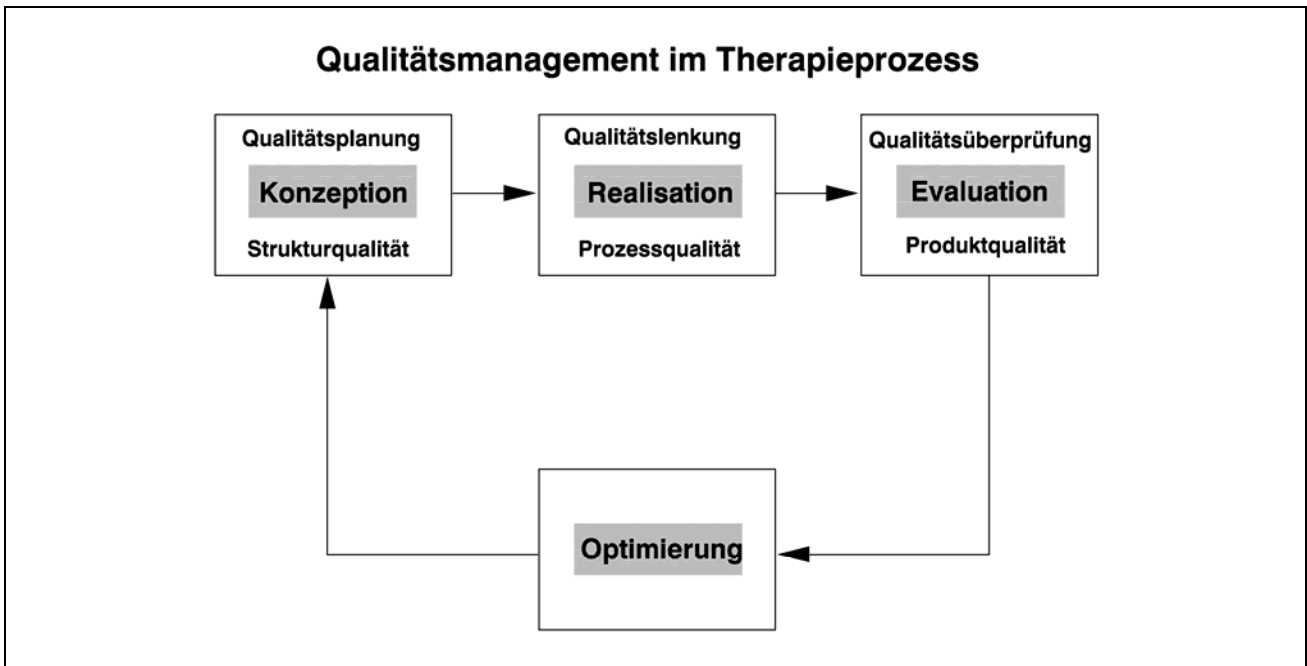 Qualitätsmanagement im Therapieprozess
Qualitätsplanung
Konzeption
Strukturqualität
Qualitätslenkung
Realisation
Prozessqualität
Qualitätsüberprüfung
Evaluation
Produktqualität
Optimierung